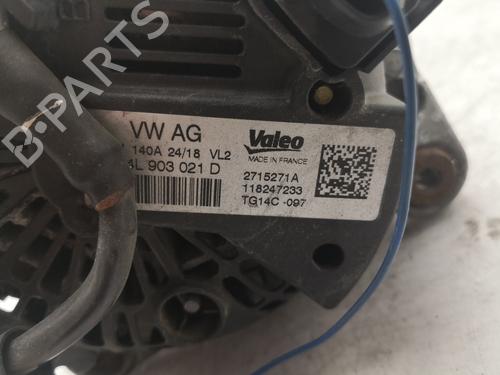 B-PARTS
VW AG
140A 24/18 VL2
L 903 021 D
Valeo
MADE IN FRANCE
2715271A
118247233
TG14C -097